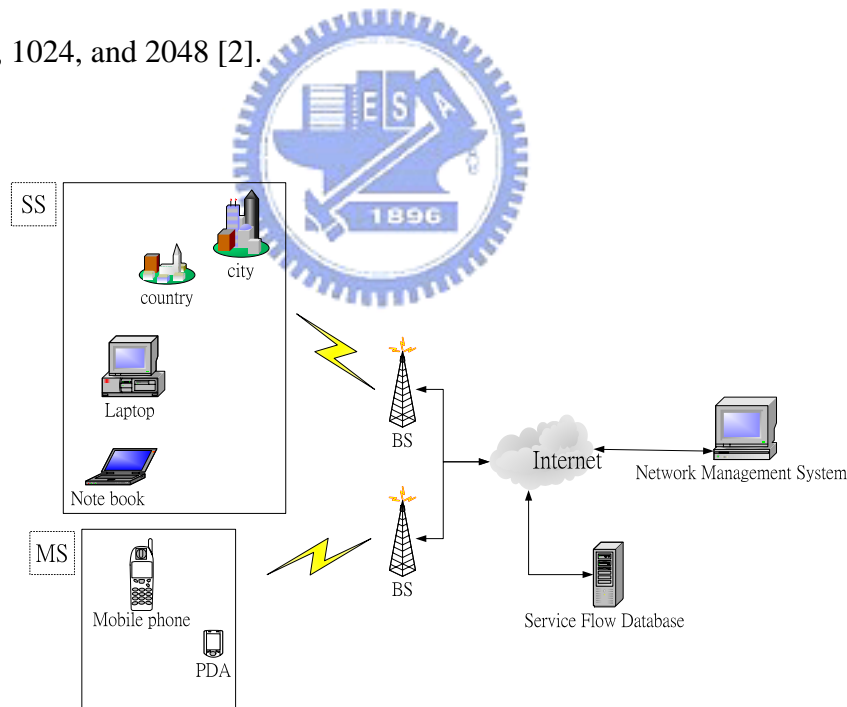 , 1024, and 2048 [2].
E S A
1896
SS
city
country
Laptop
Note book
BS
Internet
Network Management System
MS
Mobile phone
PDA
BS
Service Flow Database